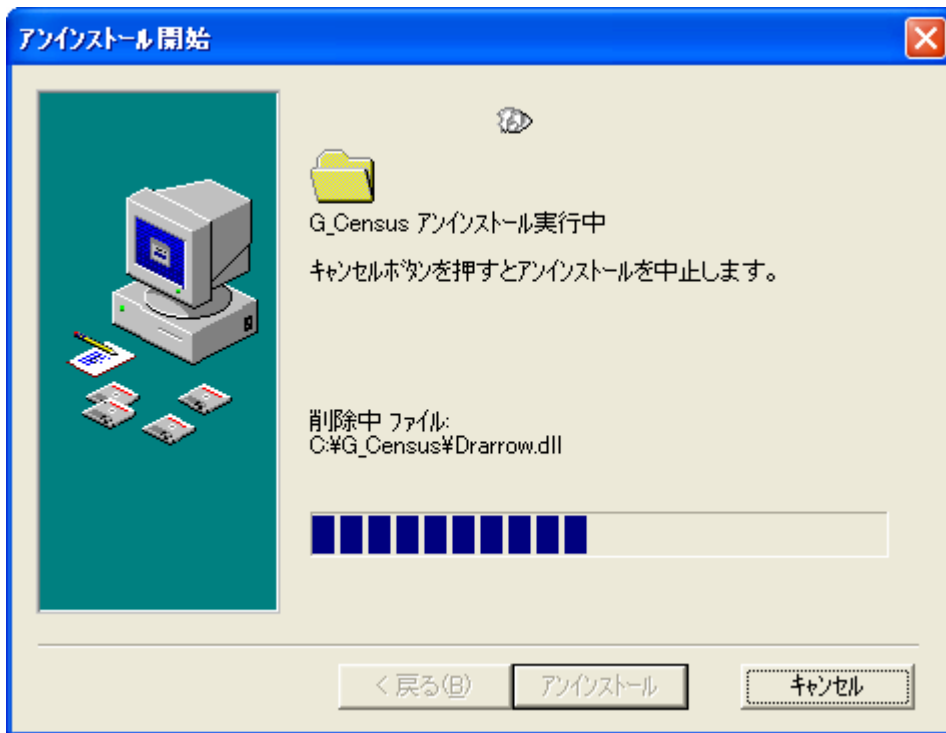 アンインストール開始
G_Census アンインストール実行中
キャンセルボタンを押すとアンインストールを中止します。
削除中 ファイル:
C:¥G_Census¥Drarrow.dll
< 戻る(B)
アンインストール
キャンセル